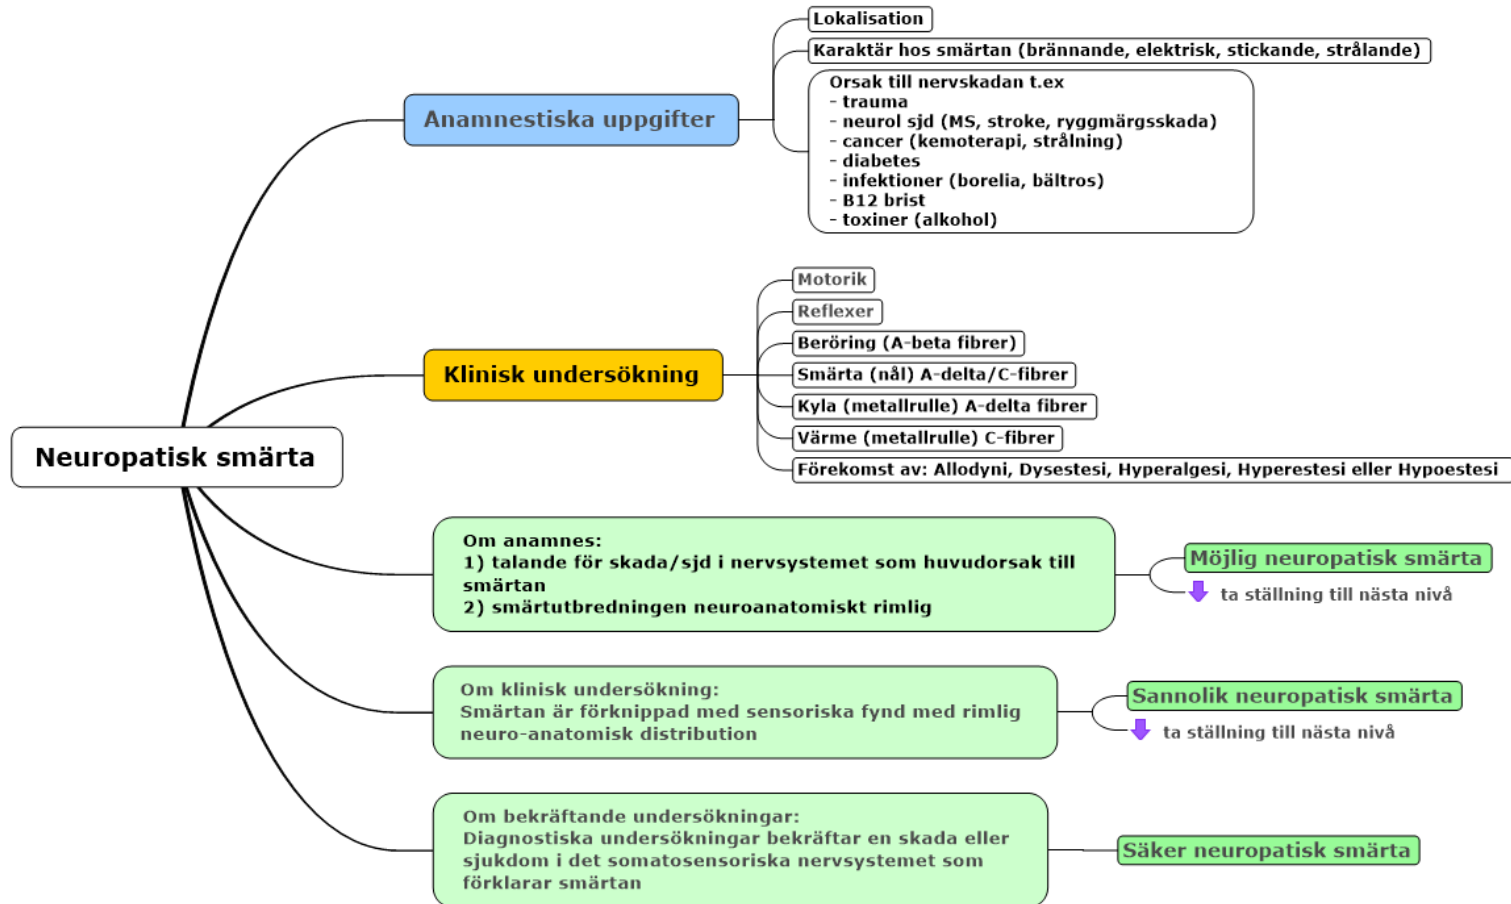 Lokalisation
Karaktär hos smärtan (brännande, elektrisk, stickande, strålande)
Orsak till nervskadan t.ex
- trauma
- neurol sjd (MS, stroke, ryggmärgsskada)
- cancer (kemoterapi, strålning)
- diabetes
- infektioner (borelia, bältros)
- B12 brist
- toxiner (alkohol)
Anamnestiska uppgifter
Motorik
Reflexer
Beröring (A-beta fibrer)
Smärta (nål) A-delta/C-fibrer
Kyla (metallrulle) A-delta fibrer
Värme (metallrulle) C-fibrer
Förekomst av: Allodyni, Dysestesi, Hyperalgesi, Hyperestesi eller Hypoestesi
Klinisk undersökning
Neuropatisk smärta
Om anamnes:
1) talande för skada/sjd i nervsystemet som huvudorsak till
smärtan
2) smärtutbredningen neuroanatomiskt rimlig
Möjlig neuropatisk smärta
ta ställning till nästa nivå
Om klinisk undersökning:
Smärtan är förknippad med sensoriska fynd med rimlig
neuro-anatomisk distribution
Sannolik neuropatisk smärta
ta ställning till nästa nivå
Om bekräftande undersökningar:
Diagnostiska undersökningar bekräftar en skada eller
sjukdom i det somatosensoriska nervsystemet som
förklarar smärtan
Säker neuropatisk smärta